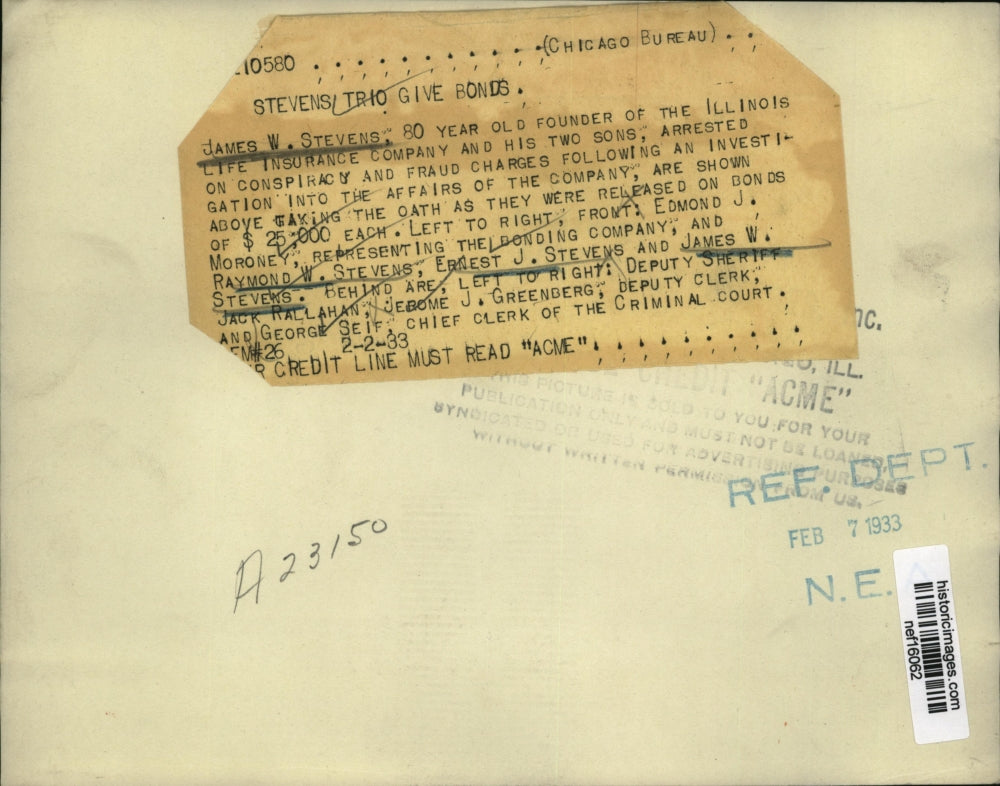 10580 . . . . . . . . . . (CHICAGO BUREAU) . .
STEVENS TRIO GIVE BONDS.
JAMES W. STEVENS, 80 YEAR OLD FOUNDER OF THE ILLINOIS
LIFE INSURANCE COMPANY AND HIS TWO SONS, ARRESTED
ON CONSPIRACY AND FRAUD CHARGES FOLLOWING AN INVESTI-
GATION INTO THE AFFAIRS OF THE COMPANY, ARE SHOWN
ABOVE TAKING THE OATH AS THEY WERE RELEASED ON BONDS
OF $ 25,000 EACH. LEFT TO RIGHT, FRONT: EDMOND J.
MORONEY, REPRESENTING THE BONDING COMPANY, AND
RAYMOND W. STEVENS, ERNEST J. STEVENS AND JAMES W.
STEVENS. BEHIND ARE, LEFT TO RIGHT: DEPUTY SHERIFF
JACK RALLAHAN, JEROME J. GREENBERG, DEPUTY CLERK,
AND GEORGE SEIF, CHIEF CLERK OF THE CRIMINAL COURT.
EM#26 2-2-33
R CREDIT LINE MUST READ "ACME"
NC.
GO, ILL.
CREDIT "ACME"
THIS PICTURE IS SOLD TO YOU FOR YOUR
PUBLICATION ONLY AND MUST NOT BE LOANED,
SYNDICATED OR USED FOR ADVERTISING PURPOSES
WITHOUT WRITTEN PERMISSION FROM US.
REF. DEPT.
FEB 7 1933
N. E. A
A 23150
historicimages.com
nef16062